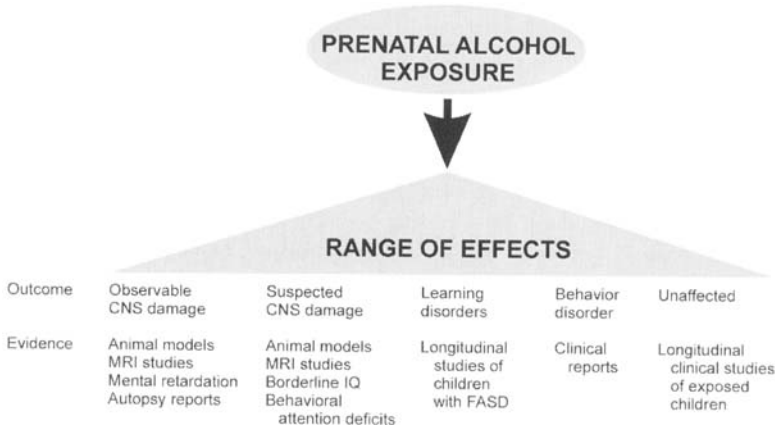 PRENATAL ALCOHOL
EXPOSURE
RANGE OF EFFECTS
Outcome
Observable
CNS damage
Suspected
CNS damage
Learning
disorders
Behavior
disorder
Unaffected
Evidence
Animal models
MRI studies
Mental retardation
Autopsy reports
Animal models
MRI studies
Borderline IQ
Behavioral
attention deficits
Longitudinal
studies of
children
with FASD
Clinical
reports
Longitudinal
clinical studies
of exposed
children